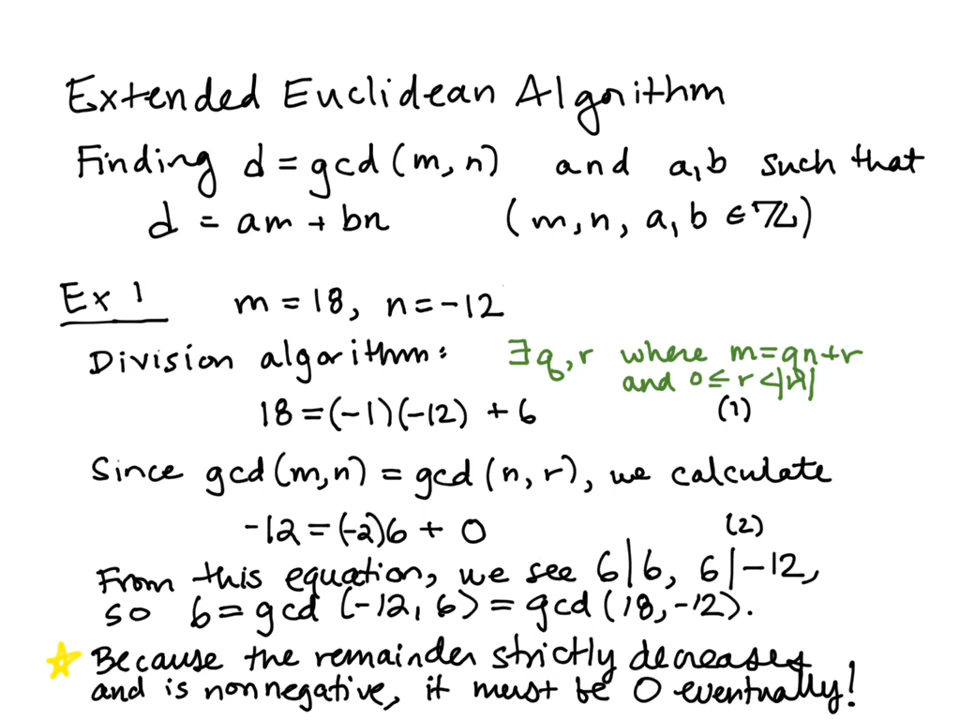 Extended Euclidean Algorithm
Finding d = gcd (m, n) and a, b such that
d = am + bn (m, n, a, b ∈ ℤ)
Ex 1 m = 18, n = -12
Division algorithm: ∃ q, r where m = qn + r
and 0 ≤ r < |n|
18 = (-1)(-12) + 6 (1)
Since gcd (m, n) = gcd (n, r), we calculate
-12 = (-2)6 + 0 (2)
From this equation, we see 6 | 6, 6 | -12,
so 6 = gcd (-12, 6) = gcd (18, -12).
Because the remainder strictly decreases
and is nonnegative, it must be 0 eventually!